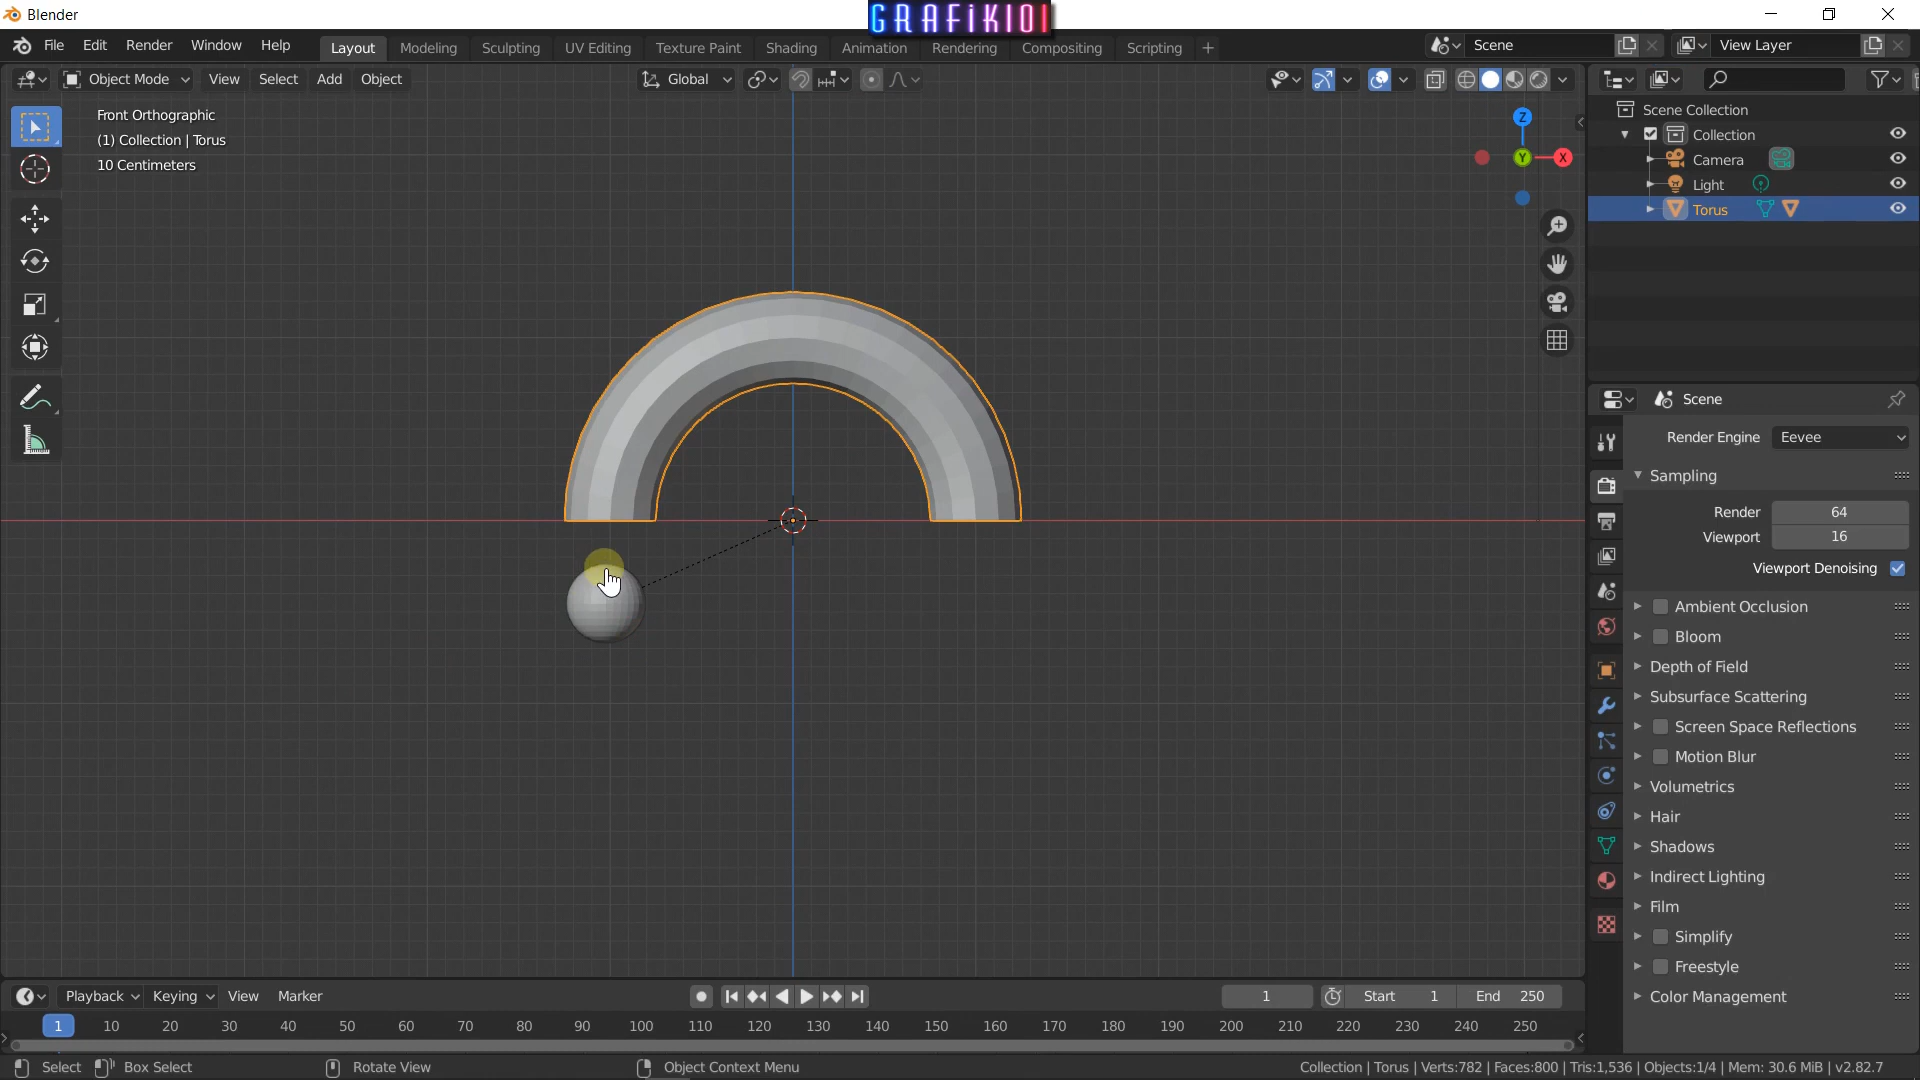 Blender
GRAFiK101
File Edit Render Window Help
Layout Modeling Sculpting UV Editing Texture Paint Shading Animation Rendering Compositing Scripting +
Scene
View Layer
Object Mode View Select Add Object
Global
Front Orthographic
(1) Collection | Torus
10 Centimeters
Z
Y
X
Scene Collection
Collection
Camera
Light
Torus
Scene
Render Engine Eevee
Sampling
Render 64
Viewport 16
Viewport Denoising
Ambient Occlusion
Bloom
Depth of Field
Subsurface Scattering
Screen Space Reflections
Motion Blur
Volumetrics
Hair
Shadows
Indirect Lighting
Film
Simplify
Freestyle
Color Management
Playback Keying View Marker
1 Start 1 End 250
1 10 20 30 40 50 60 70 80 90 100 110 120 130 140 150 160 170 180 190 200 210 220 230 240 250
Select Box Select Rotate View Object Context Menu
Collection | Torus | Verts:782 | Faces:800 | Tris:1,536 | Objects:1/4 | Mem: 30.6 MiB | v2.82.7